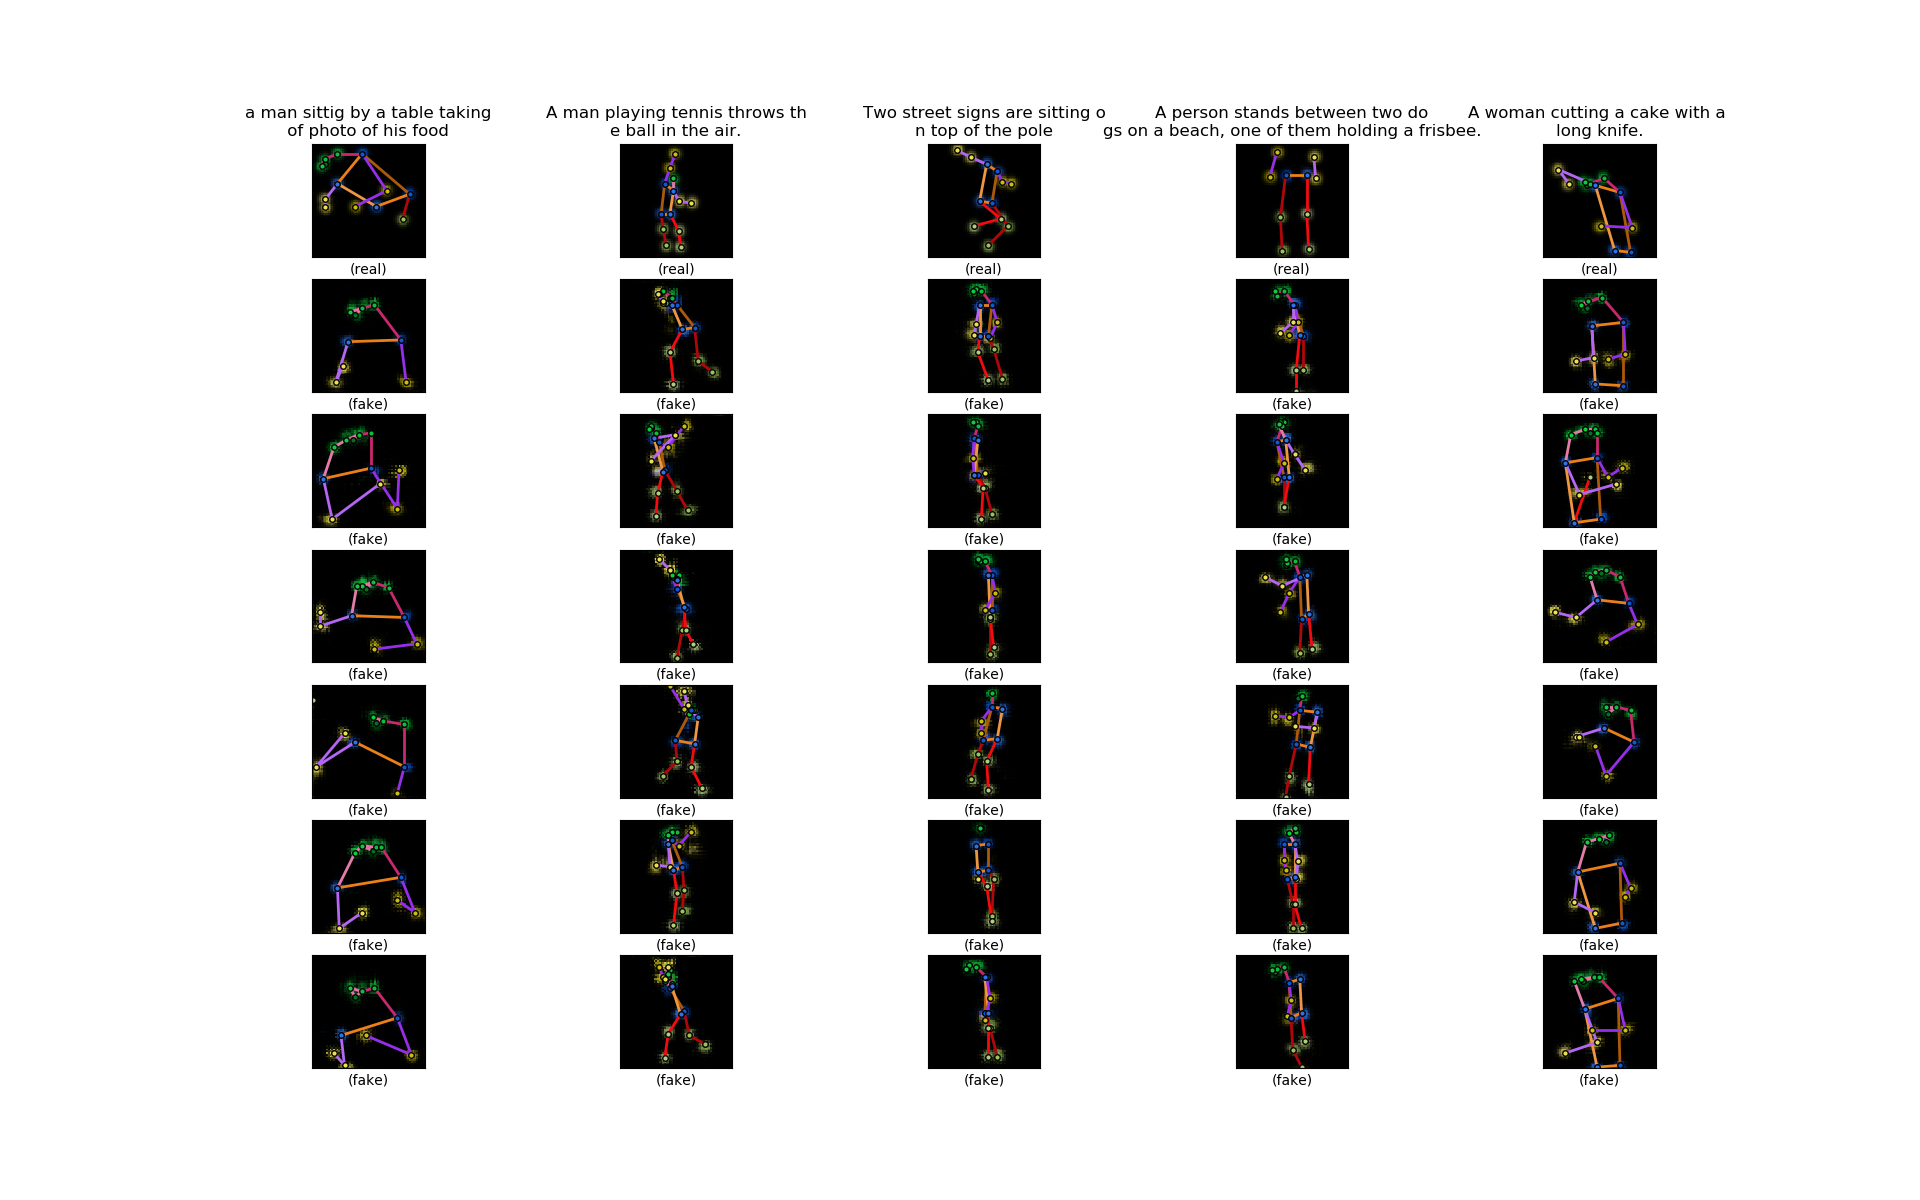 a man sittig by a table taking
of photo of his food
A man playing tennis throws th
e ball in the air.
Two street signs are sitting o
n top of the pole
A person stands between two do
gs on a beach, one of them holding a frisbee.
A woman cutting a cake with a
long knife.
(real) (real) (real) (real) (real)
(fake) (fake) (fake) (fake) (fake)
(fake) (fake) (fake) (fake) (fake)
(fake) (fake) (fake) (fake) (fake)
(fake) (fake) (fake) (fake) (fake)
(fake) (fake) (fake) (fake) (fake)
(fake) (fake) (fake) (fake) (fake)